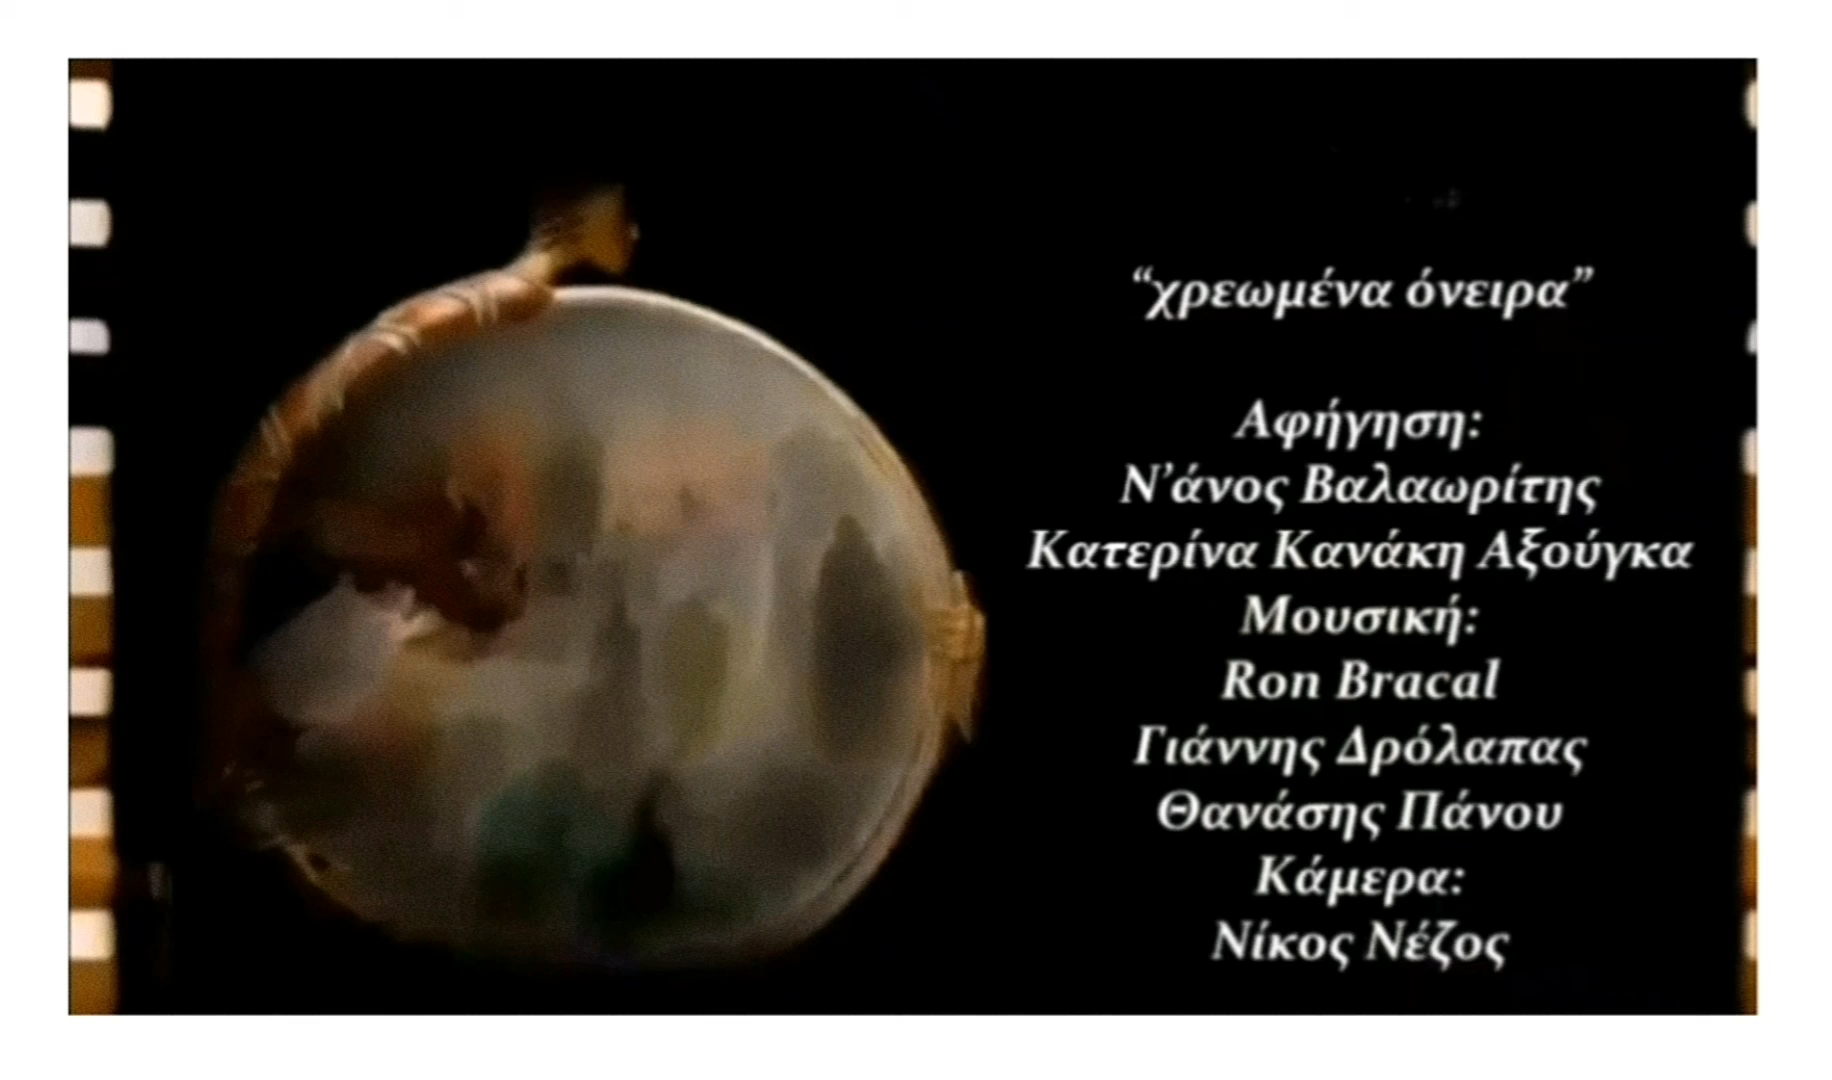 “χρεωμένα όνειρα”
Αφήγηση:
Ν’άνος Βαλαωρίτης
Κατερίνα Κανάκη Αξούγκα
Μουσική:
Ron Bracal
Γιάννης Δρόλαπας
Θανάσης Πάνου
Κάμερα:
Νίκος Νέζος